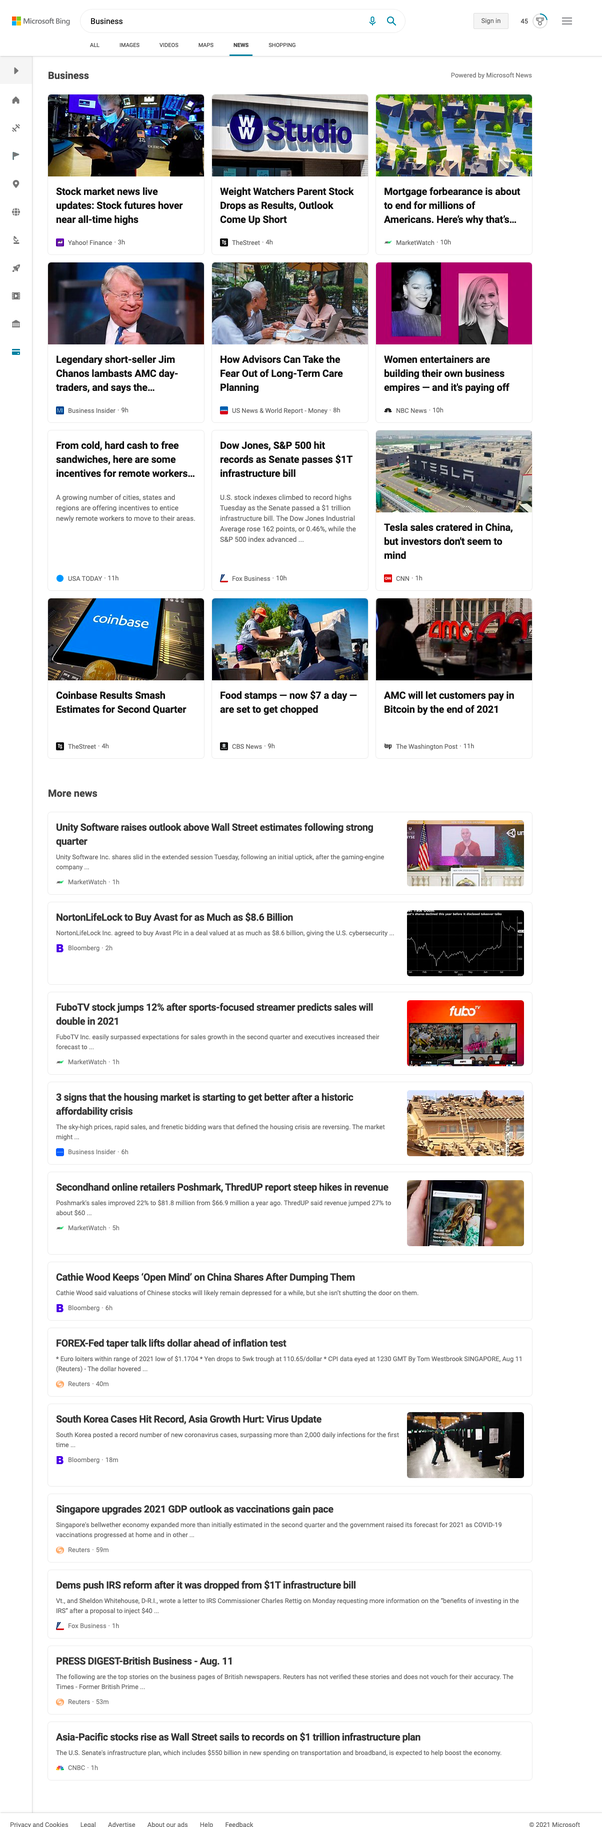 Microsoft Bing
Business
Sign in
45
ALL
IMAGES
VIDEOS
MAPS
NEWS
SHOPPING
Business
Powered by Microsoft News
Stock market news live
updates: Stock futures hover
near all-time highs
Yahoo! Finance · 3h
W
W Studio
Weight Watchers Parent Stock
Drops as Results, Outlook
Come Up Short
TheStreet · 4h
Mortgage forbearance is about
to end for millions of
Americans. Here's why that's...
MarketWatch · 10h
Legendary short-seller Jim
Chanos lambasts AMC day-
traders, and says the...
Business Insider · 9h
How Advisors Can Take the
Fear Out of Long-Term Care
Planning
US News & World Report - Money · 8h
Women entertainers are
building their own business
empires — and it's paying off
NBC News · 10h
From cold, hard cash to free
sandwiches, here are some
incentives for remote workers...
A growing number of cities, states and
regions are offering incentives to entice
newly remote workers to move to their areas.
USA TODAY · 11h
Dow Jones, S&P 500 hit
records as Senate passes $1T
infrastructure bill
U.S. stock indexes climbed to record highs
Tuesday as the Senate passed a $1 trillion
infrastructure bill. The Dow Jones Industrial
Average rose 162 points, or 0.46%, while the
S&P 500 index advanced ...
Fox Business · 10h
TESLA
Tesla sales cratered in China,
but investors don't seem to
mind
CNN · 1h
coinbase
Coinbase Results Smash
Estimates for Second Quarter
TheStreet · 4h
Food stamps — now $7 a day —
are set to get chopped
CBS News · 9h
amc
AMC will let customers pay in
Bitcoin by the end of 2021
wp The Washington Post · 11h
More news
Unity Software raises outlook above Wall Street estimates following strong
quarter
Unity Software Inc. shares slid in the extended session Tuesday, following an initial uptick, after the gaming-engine
company ...
MarketWatch · 1h
NortonLifeLock to Buy Avast for as Much as $8.6 Billion
NortonLifeLock Inc. agreed to buy Avast Plc in a deal valued at as much as $8.6 billion, giving the U.S. cybersecurity ...
B Bloomberg · 2h
FuboTV stock jumps 12% after sports-focused streamer predicts sales will
double in 2021
FuboTV Inc. easily surpassed expectations for sales growth in the second quarter and executives increased their
forecast to ...
MarketWatch · 1h
fubo TV
3 signs that the housing market is starting to get better after a historic
affordability crisis
The sky-high prices, rapid sales, and frenetic bidding wars that defined the housing crisis are reversing. The market
might ...
Business Insider · 6h
Secondhand online retailers Poshmark, ThredUP report steep hikes in revenue
Poshmark's sales improved 22% to $81.8 million from $66.9 million a year ago. ThredUP said revenue jumped 27% to
about $60 ...
MarketWatch · 5h
Cathie Wood Keeps 'Open Mind' on China Shares After Dumping Them
Cathie Wood said valuations of Chinese stocks will likely remain depressed for a while, but she isn't shutting the door on them.
B Bloomberg · 6h
FOREX-Fed taper talk lifts dollar ahead of inflation test
* Euro loiters within range of 2021 low of $1.1704 * Yen drops to 5wk trough at 110.65/dollar * CPI data eyed at 1230 GMT By Tom Westbrook SINGAPORE, Aug 11
(Reuters) - The dollar hovered ...
Reuters · 40m
South Korea Cases Hit Record, Asia Growth Hurt: Virus Update
South Korea posted a record number of new coronavirus cases, surpassing more than 2,000 daily infections for the first
time ...
B Bloomberg · 18m
Singapore upgrades 2021 GDP outlook as vaccinations gain pace
Singapore's bellwether economy expanded more than initially estimated in the second quarter and the government raised its forecast for 2021 as COVID-19
vaccinations progressed at home and in other ...
Reuters · 59m
Dems push IRS reform after it was dropped from $1T infrastructure bill
Vt., and Sheldon Whitehouse, D-R.I., wrote a letter to IRS Commissioner Charles Rettig on Monday requesting more information on the "benefits of investing in the
IRS" after a proposal to inject $40 ...
Fox Business · 1h
PRESS DIGEST-British Business - Aug. 11
The following are the top stories on the business pages of British newspapers. Reuters has not verified these stories and does not vouch for their accuracy. The
Times - Former British Prime ...
Reuters · 53m
Asia-Pacific stocks rise as Wall Street sails to records on $1 trillion infrastructure plan
The U.S. Senate's infrastructure plan, which includes $550 billion in new spending on transportation and broadband, is expected to help boost the economy.
CNBC · 1h
Privacy and Cookies
Legal
Advertise
About our ads
Help
Feedback
© 2021 Microsoft